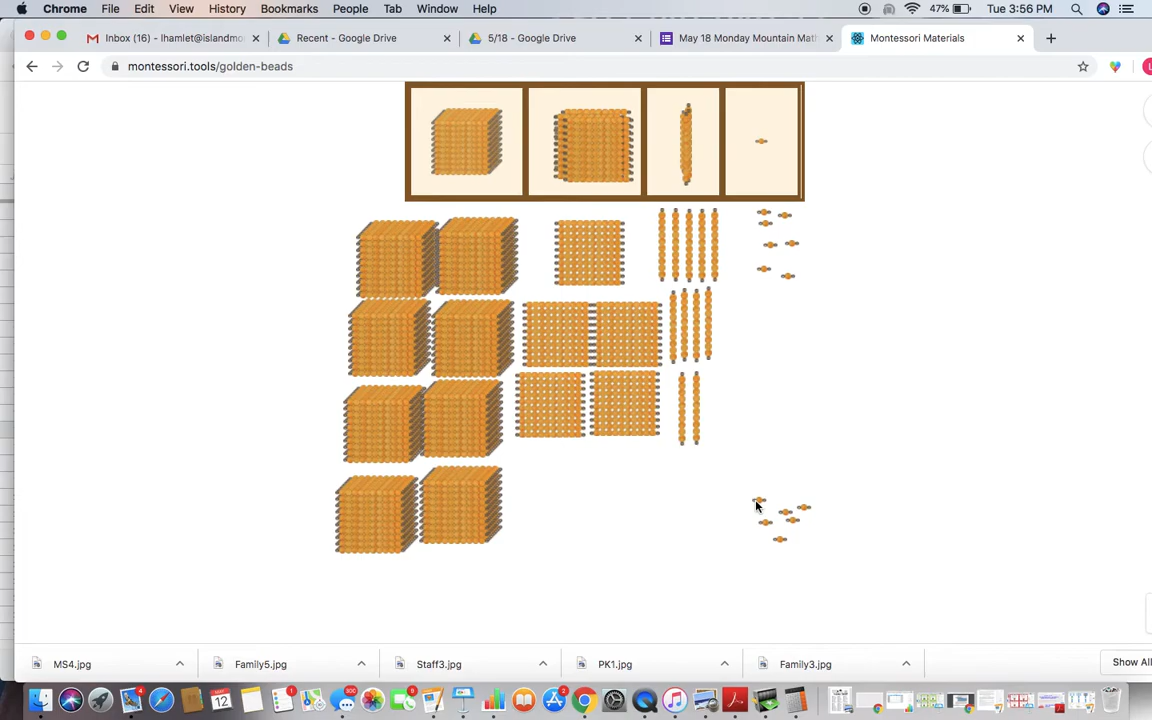 Chrome File Edit View History Bookmarks People Tab Window Help 47% Tue 3:56 PM
Inbox (16) - lhamlet@islandmo Recent - Google Drive 5/18 - Google Drive May 18 Monday Mountain Math Montessori Materials
montessori.tools/golden-beads
MS4.jpg Family5.jpg Staff3.jpg PK1.jpg Family3.jpg Show All